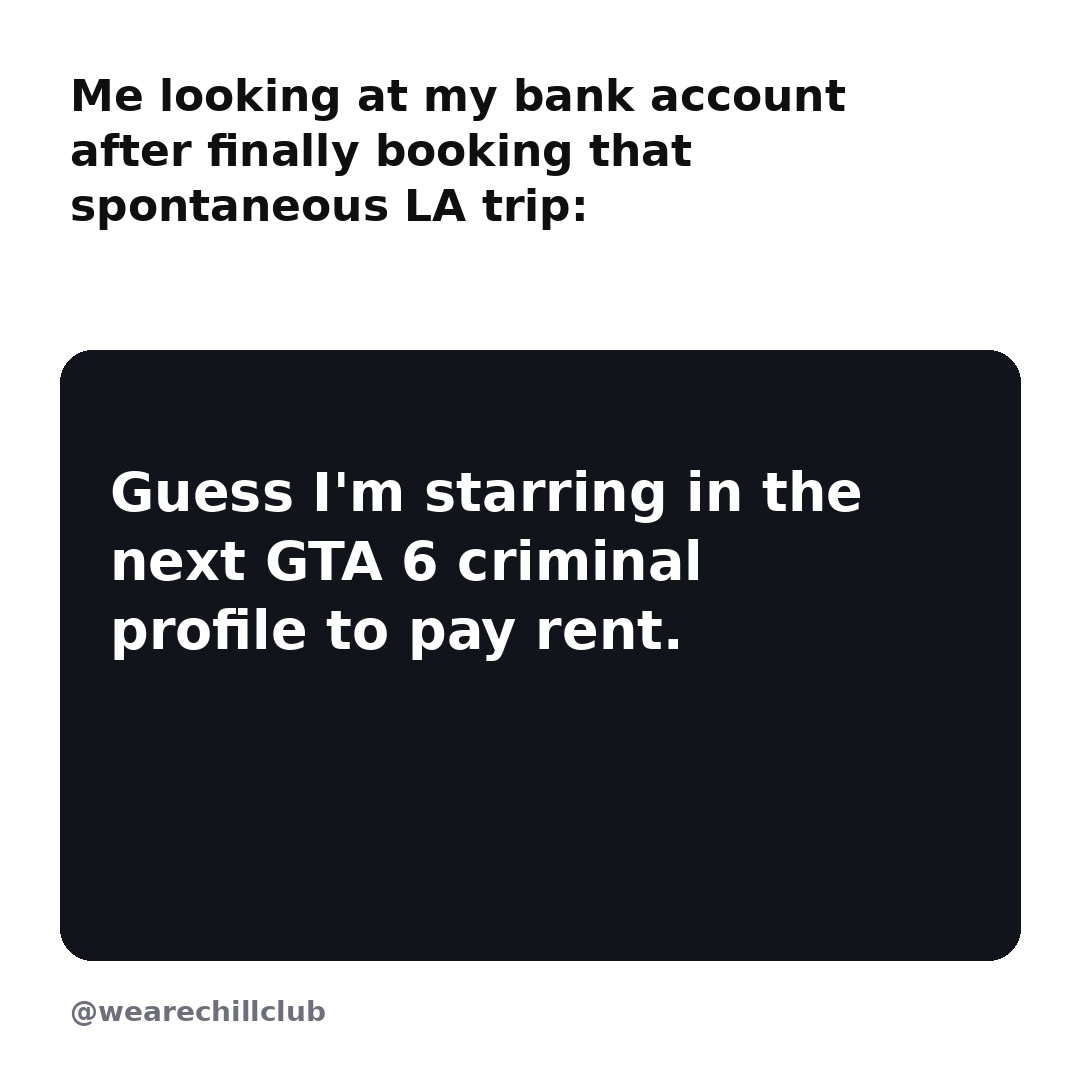 Me looking at my bank account
after finally booking that
spontaneous LA trip:
Guess I'm starring in the
next GTA 6 criminal
profile to pay rent.
@wearechillclub